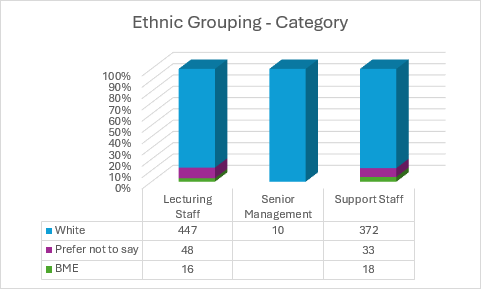 Ethnic Grouping - Category
100%
90%
80%
70%
60%
50%
40%
30%
20%
10%
0%
Lecturing Staff
Senior Management
Support Staff
White 447 10 372
Prefer not to say 48 33
BME 16 18